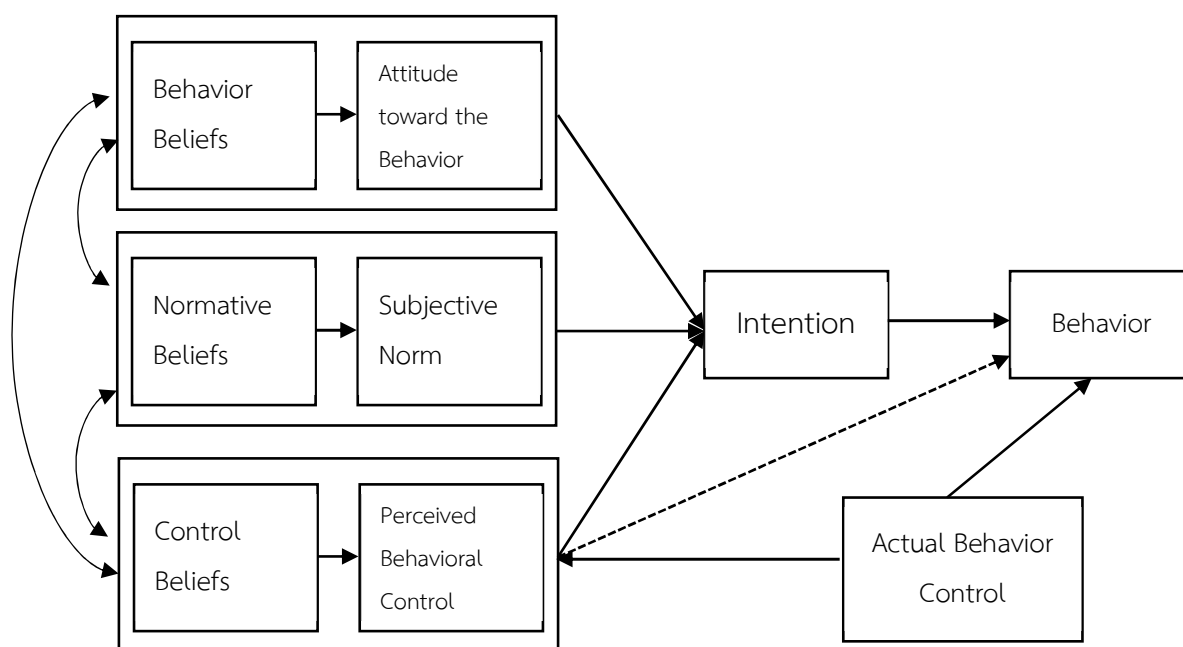 Behavior
Beliefs
Attitude
toward the
Behavior
Normative
Beliefs
Subjective
Norm
Intention
Behavior
Control
Beliefs
Perceived
Behavioral
Control
Actual Behavior
Control